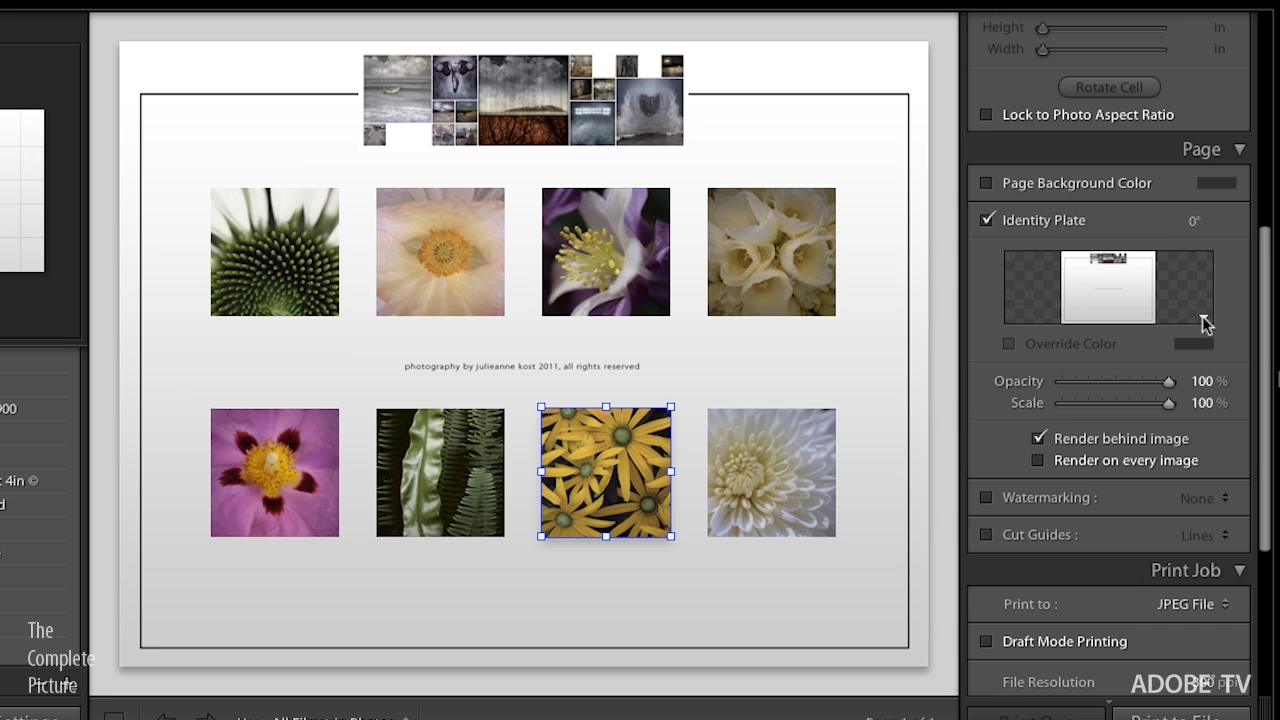 Height in
Width in
Rotate Cell
Lock to Photo Aspect Ratio
Page
Page Background Color
Identity Plate 0°
Override Color
Opacity 100 %
Scale 100 %
Render behind image
Render on every image
Watermarking : None
Cut Guides : Lines
Print Job
Print to : JPEG File
Draft Mode Printing
File Resolution
photography by julieanne kost 2011, all rights reserved
900
t 4in ©
d
The
Complete
Picture
ADOBE TV